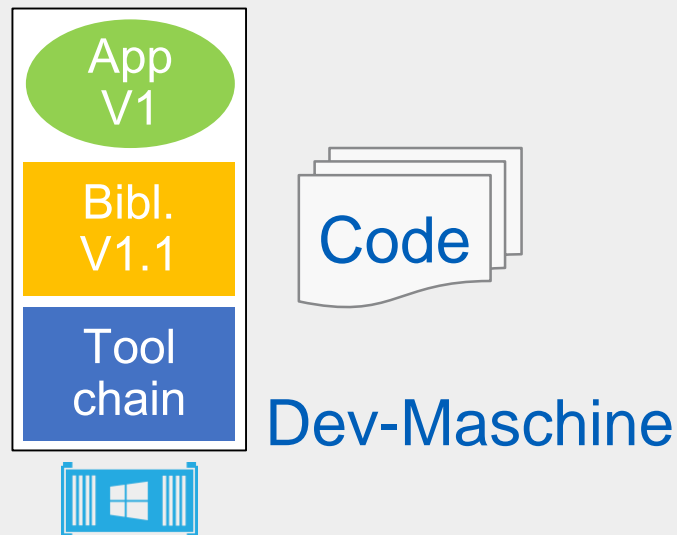 App
V1
Bibl.
V1.1
Tool
chain
Code
Dev-Maschine